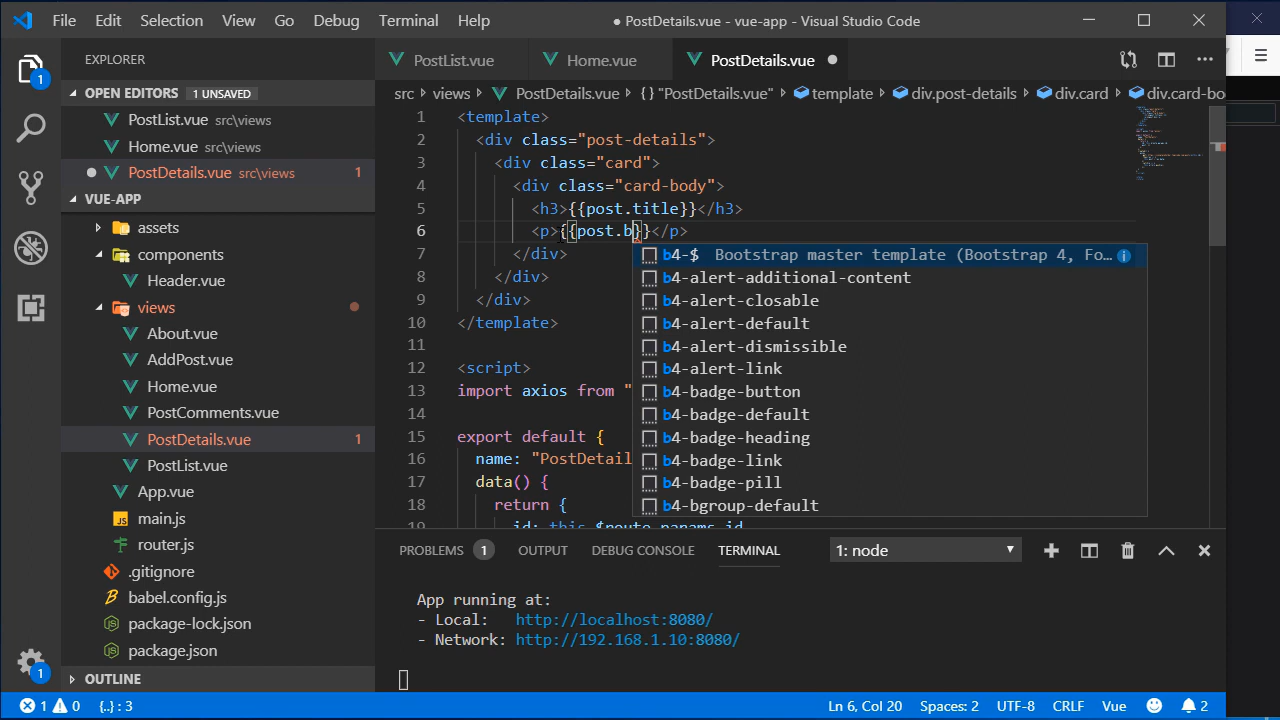 File Edit Selection View Go Debug Terminal Help
● PostDetails.vue - vue-app - Visual Studio Code
EXPLORER
OPEN EDITORS 1 UNSAVED
PostList.vue src\views
Home.vue src\views
PostDetails.vue src\views 1
VUE-APP
assets
components
Header.vue
views
About.vue
AddPost.vue
Home.vue
PostComments.vue
PostDetails.vue 1
PostList.vue
App.vue
main.js
router.js
.gitignore
babel.config.js
package-lock.json
package.json
OUTLINE
PostList.vue Home.vue PostDetails.vue
src views PostDetails.vue {} "PostDetails.vue" template div.post-details div.card div.card-bo
1 <template>
2 <div class="post-details">
3 <div class="card">
4 <div class="card-body">
5 <h3>{{post.title}}</h3>
6 <p>{{post.b}}</p>
7 </div>
8 </div>
9 </div>
10 </template>
11
12 <script>
13 import axios from "
14
15 export default {
16 name: "PostDetail
17 data() {
18 return {
19 id: this.$route.params.id
b4-$ Bootstrap master template (Bootstrap 4, Fo...
b4-alert-additional-content
b4-alert-closable
b4-alert-default
b4-alert-dismissible
b4-alert-link
b4-badge-button
b4-badge-default
b4-badge-heading
b4-badge-link
b4-badge-pill
b4-bgroup-default
PROBLEMS 1 OUTPUT DEBUG CONSOLE TERMINAL 1: node
App running at:
- Local: http://localhost:8080/
- Network: http://192.168.1.10:8080/
1 0 {..} : 3 Ln 6, Col 20 Spaces: 2 UTF-8 CRLF Vue 2